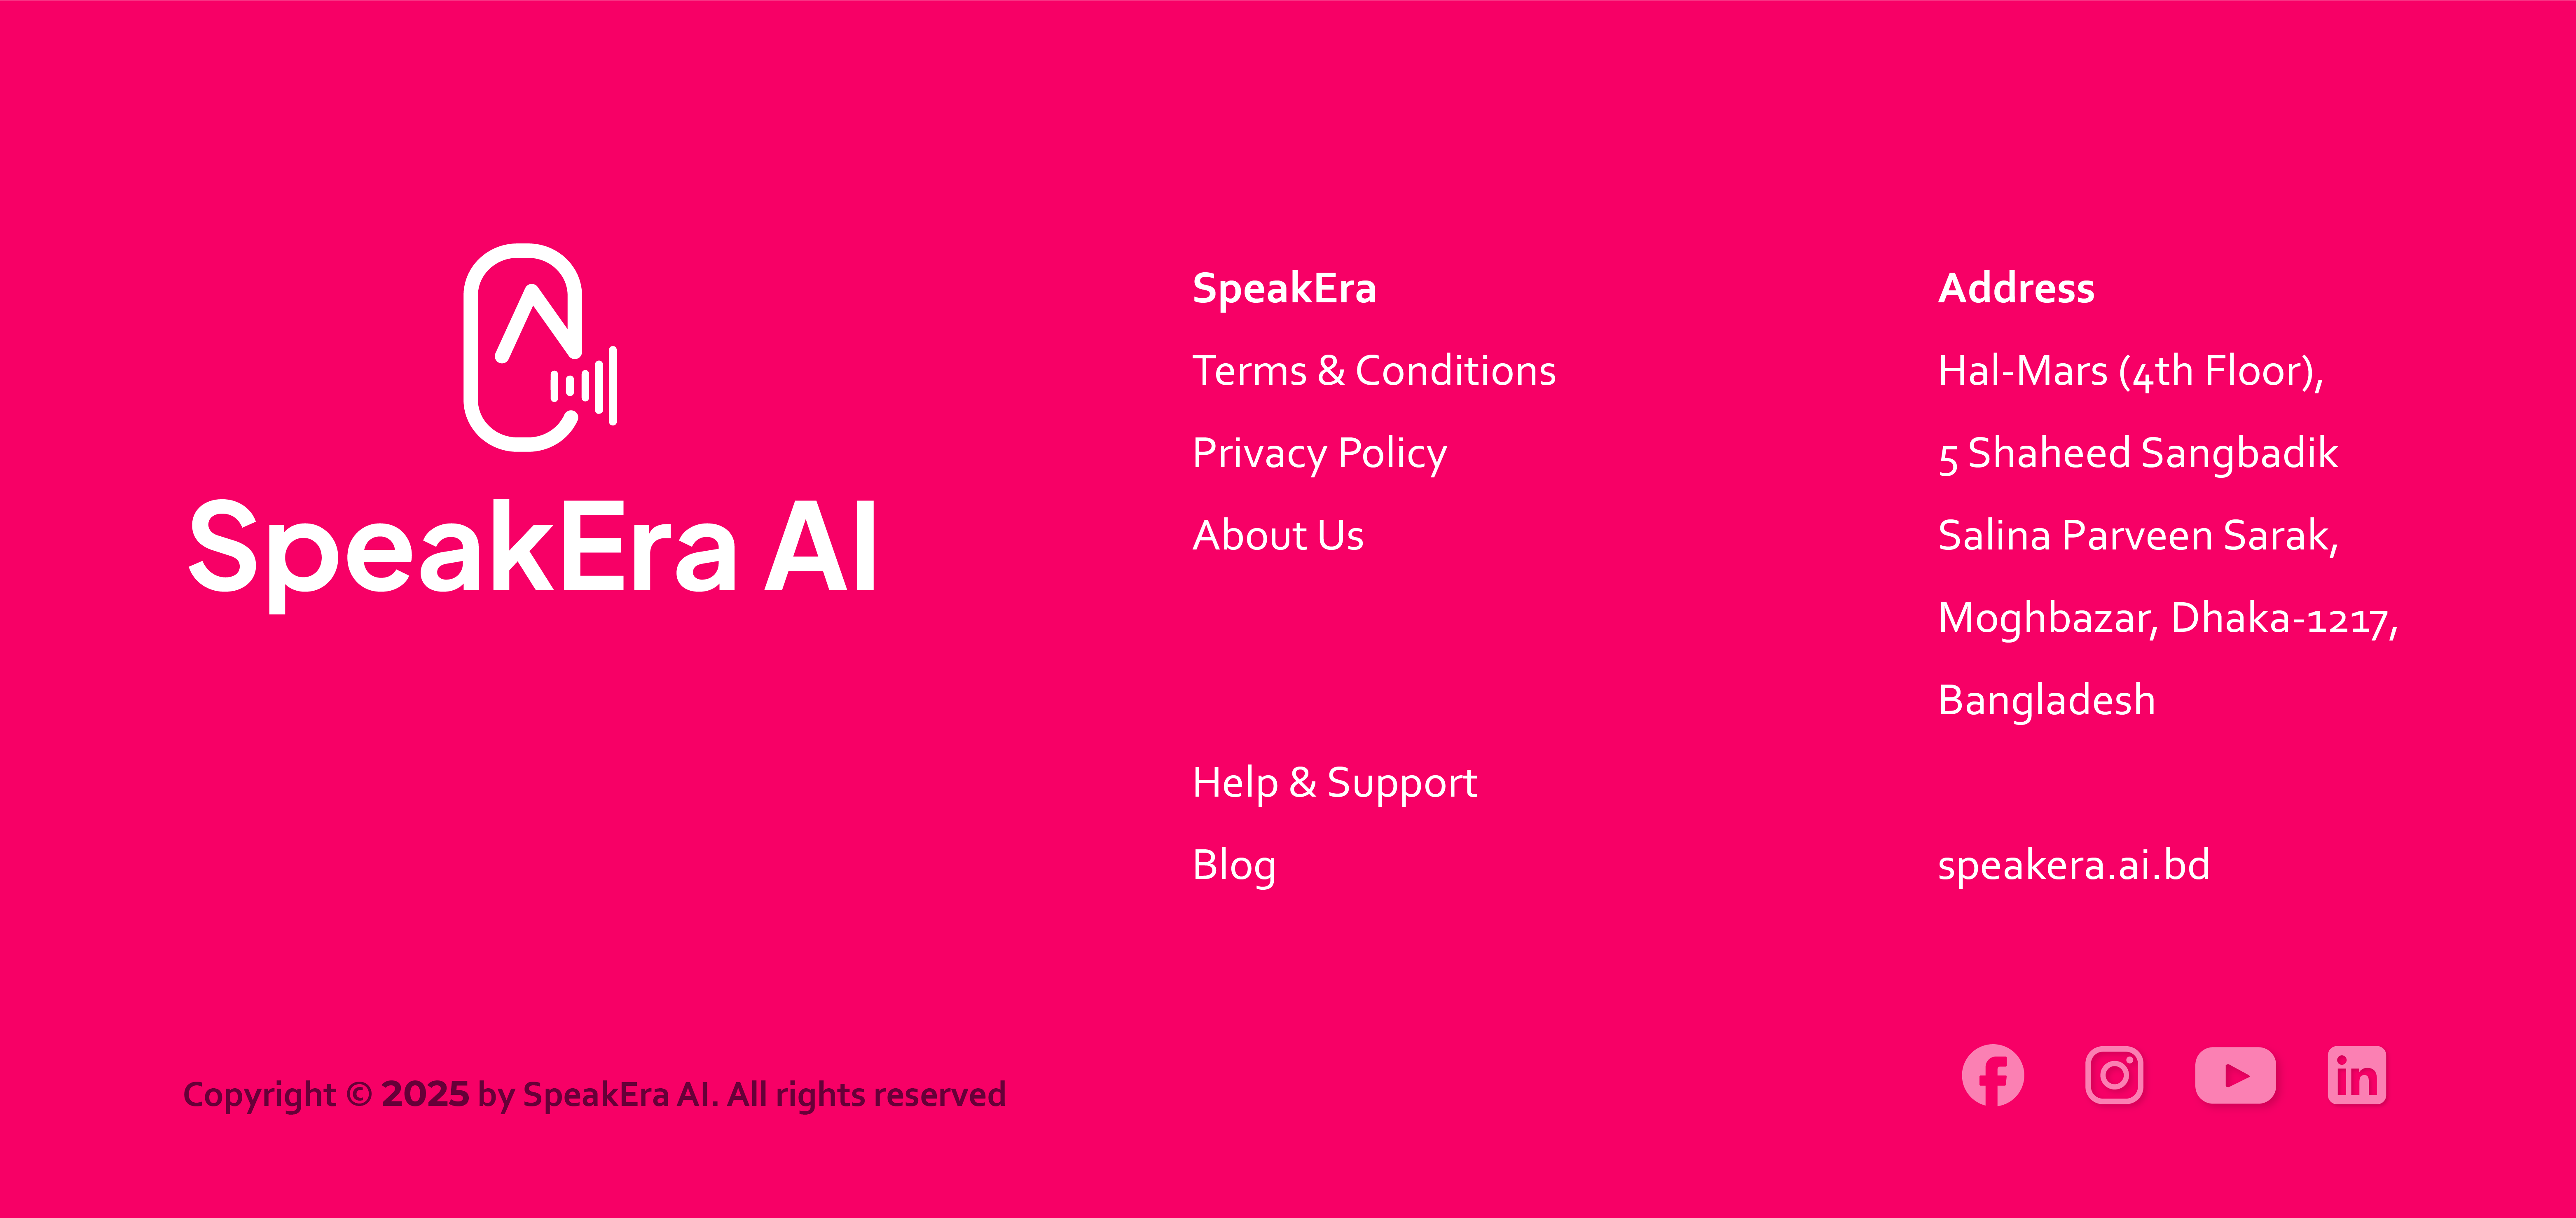 SpeakEra AI
SpeakEra
Terms & Conditions
Privacy Policy
About Us
Help & Support
Blog
Address
Hal-Mars (4th Floor),
5 Shaheed Sangbadik
Salina Parveen Sarak,
Moghbazar, Dhaka-1217,
Bangladesh
speakera.ai.bd
Copyright © 2025 by SpeakEra AI. All rights reserved